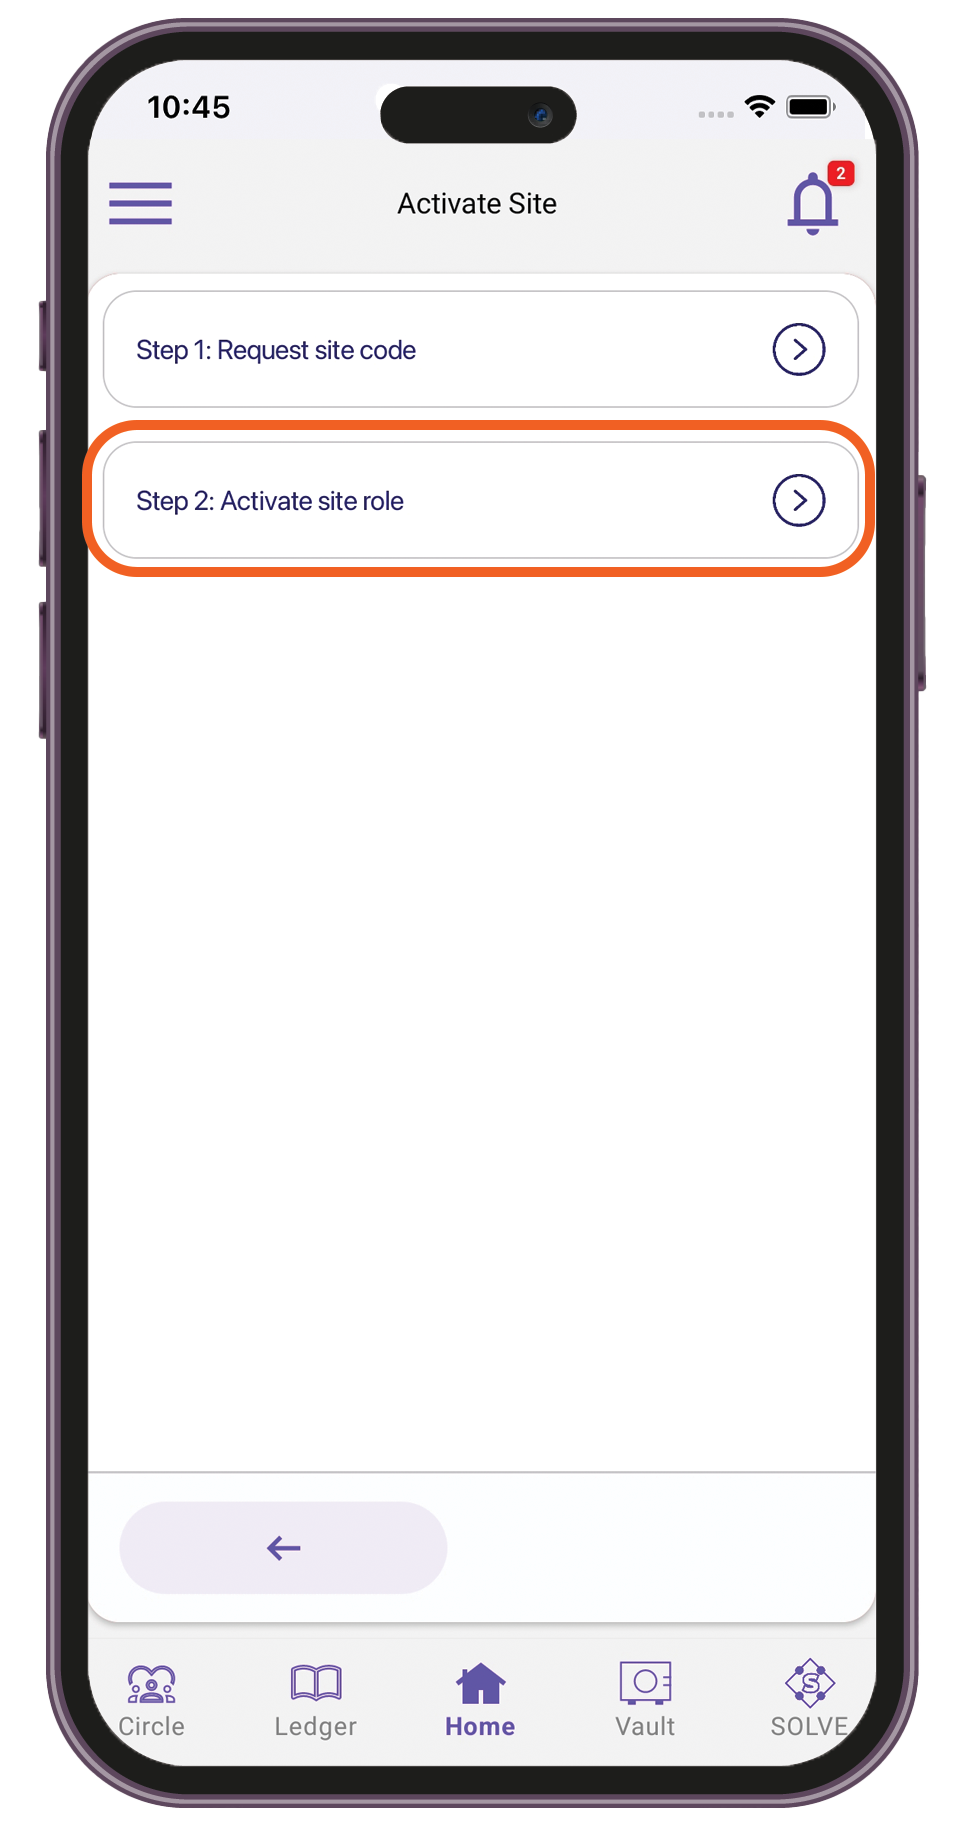 10:45
2
Activate Site
Step 1: Request site code
Step 2: Activate site role
Circle
Ledger
Home
Vault
S
SOLVE